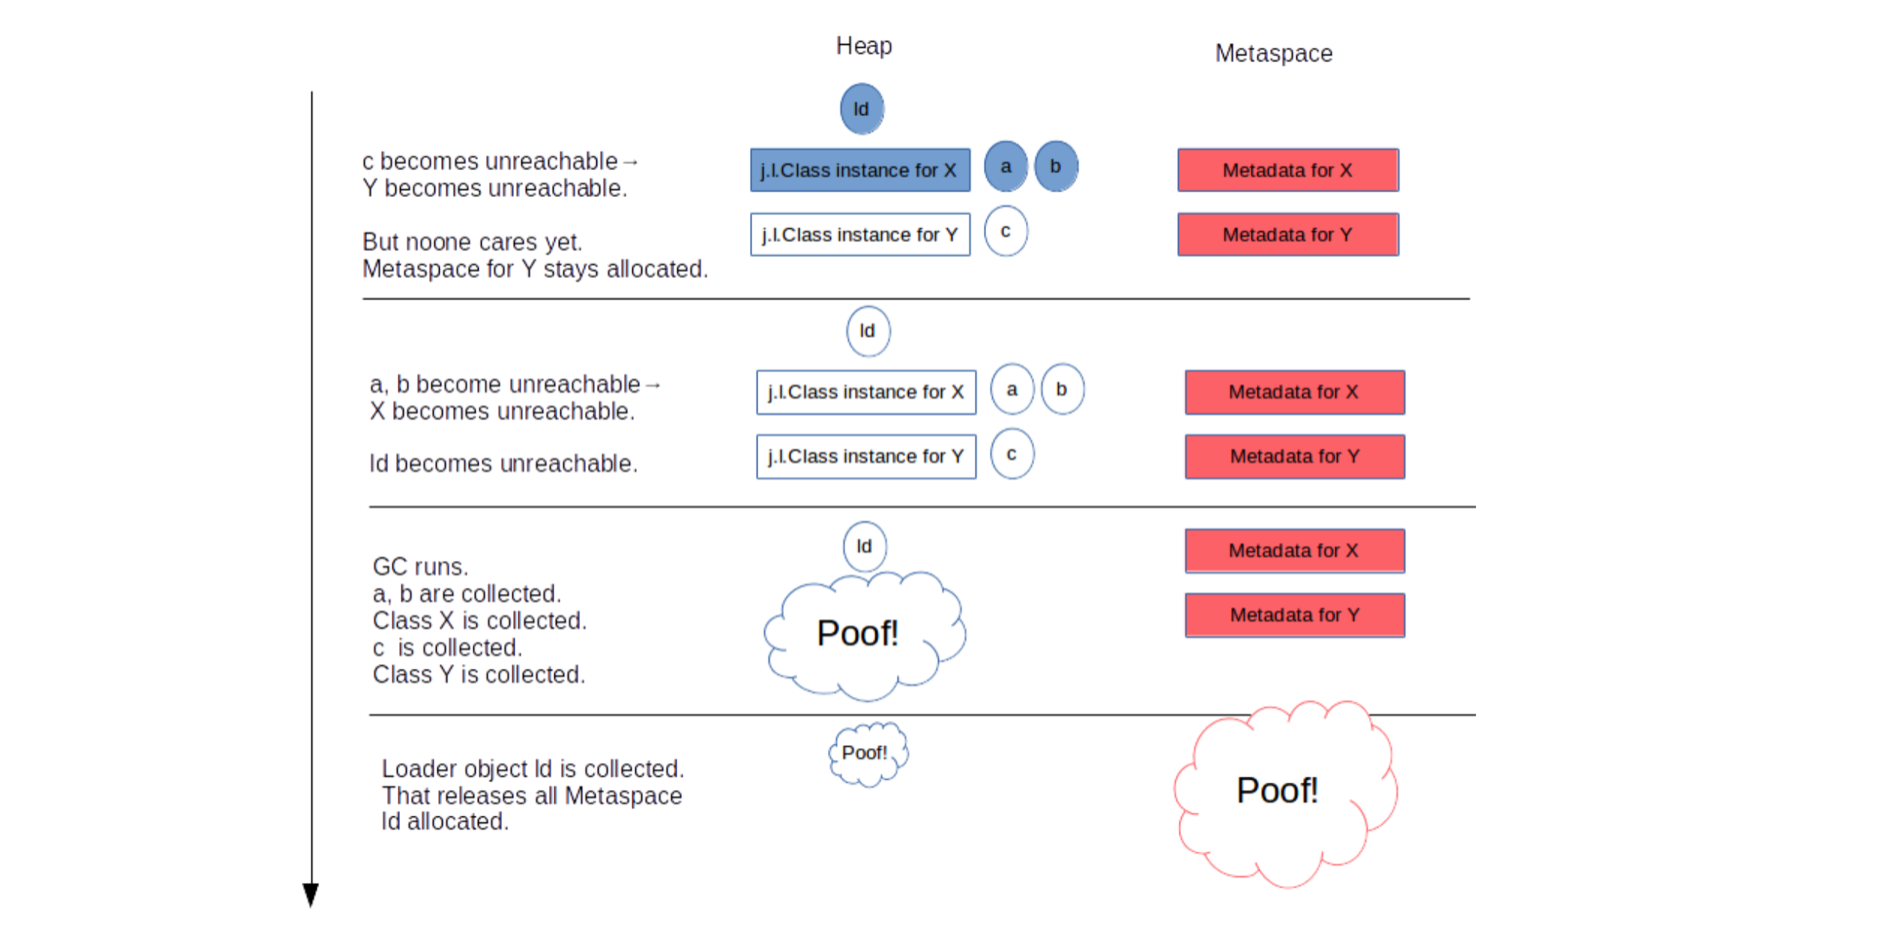 Heap
Metaspace
ld
c becomes unreachable→
Y becomes unreachable.
j.l.Class instance for X
a
b
Metadata for X
j.l.Class instance for Y
c
Metadata for Y
But noone cares yet.
Metaspace for Y stays allocated.
ld
a, b become unreachable→
X becomes unreachable.
j.l.Class instance for X
a
b
Metadata for X
ld becomes unreachable.
j.l.Class instance for Y
c
Metadata for Y
ld
Metadata for X
GC runs.
a, b are collected.
Class X is collected.
c  is collected.
Class Y is collected.
Poof!
Metadata for Y
Poof!
Loader object ld is collected.
That releases all Metaspace
ld allocated.
Poof!